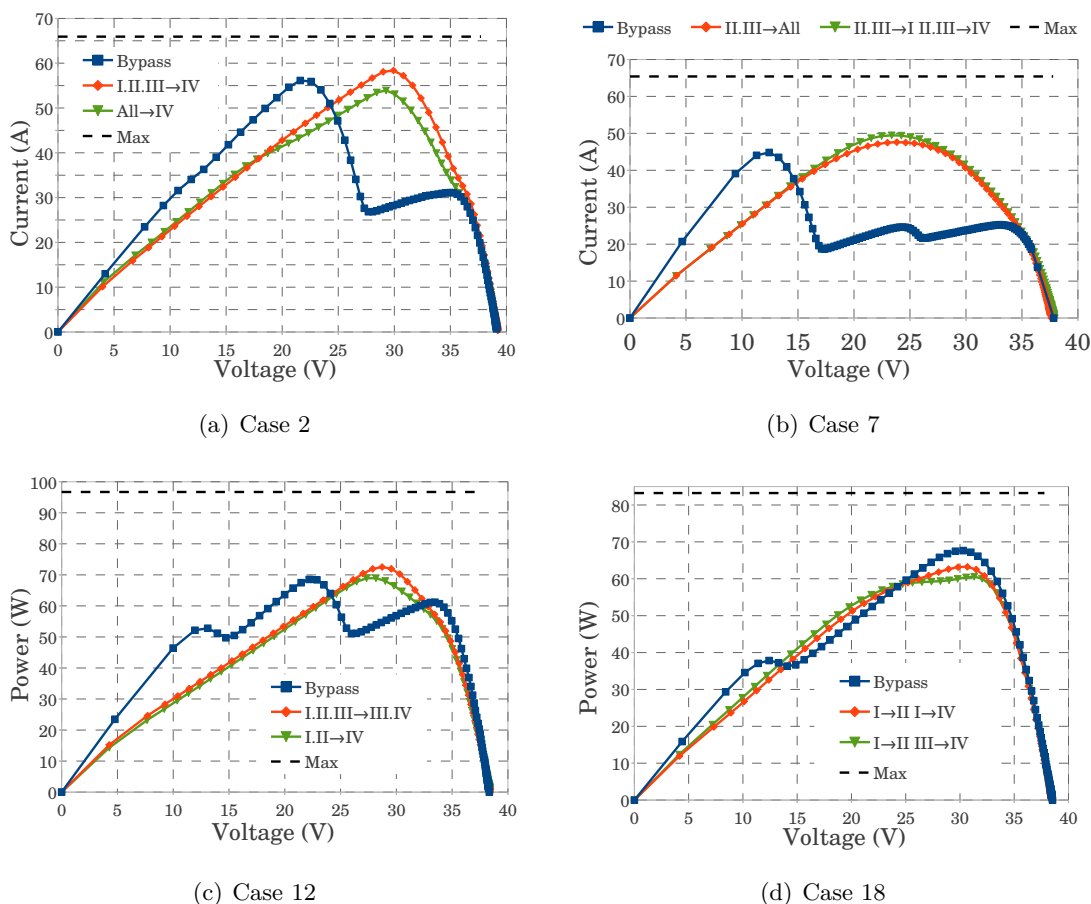 70
60
50
40
30
20
10
0
Current (A)
Bypass
I.II.III→IV
All→IV
Max
0 5 10 15 20 25 30 35 40
Voltage (V)
(a) Case 2
Bypass II.III→All II.III→I II.III→IV Max
70
60
50
40
30
20
10
0
Current (A)
0 5 10 15 20 25 30 35 40
Voltage (V)
(b) Case 7
100
90
80
70
60
50
40
30
20
10
0
Power (W)
Bypass
I.II.III→III.IV
I.II→IV
Max
0 5 10 15 20 25 30 35 40
Voltage (V)
(c) Case 12
80
70
60
50
40
30
20
10
0
Power (W)
Bypass
I→II I→IV
I→II III→IV
Max
0 5 10 15 20 25 30 35 40
Voltage (V)
(d) Case 18